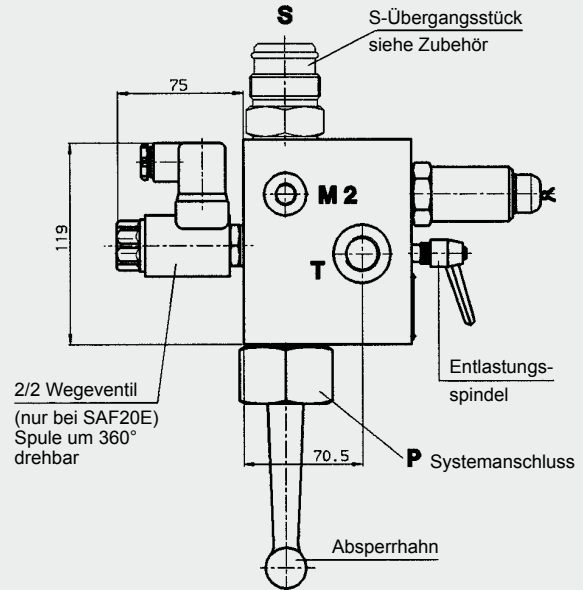 S
S-Übergangsstück
siehe Zubehör
75
M 2
119
T
Entlastungs-
spindel
2/2 Wegeventil
(nur bei SAF20E)
Spule um 360°
drehbar
70.5
P Systemanschluss
Absperrhahn